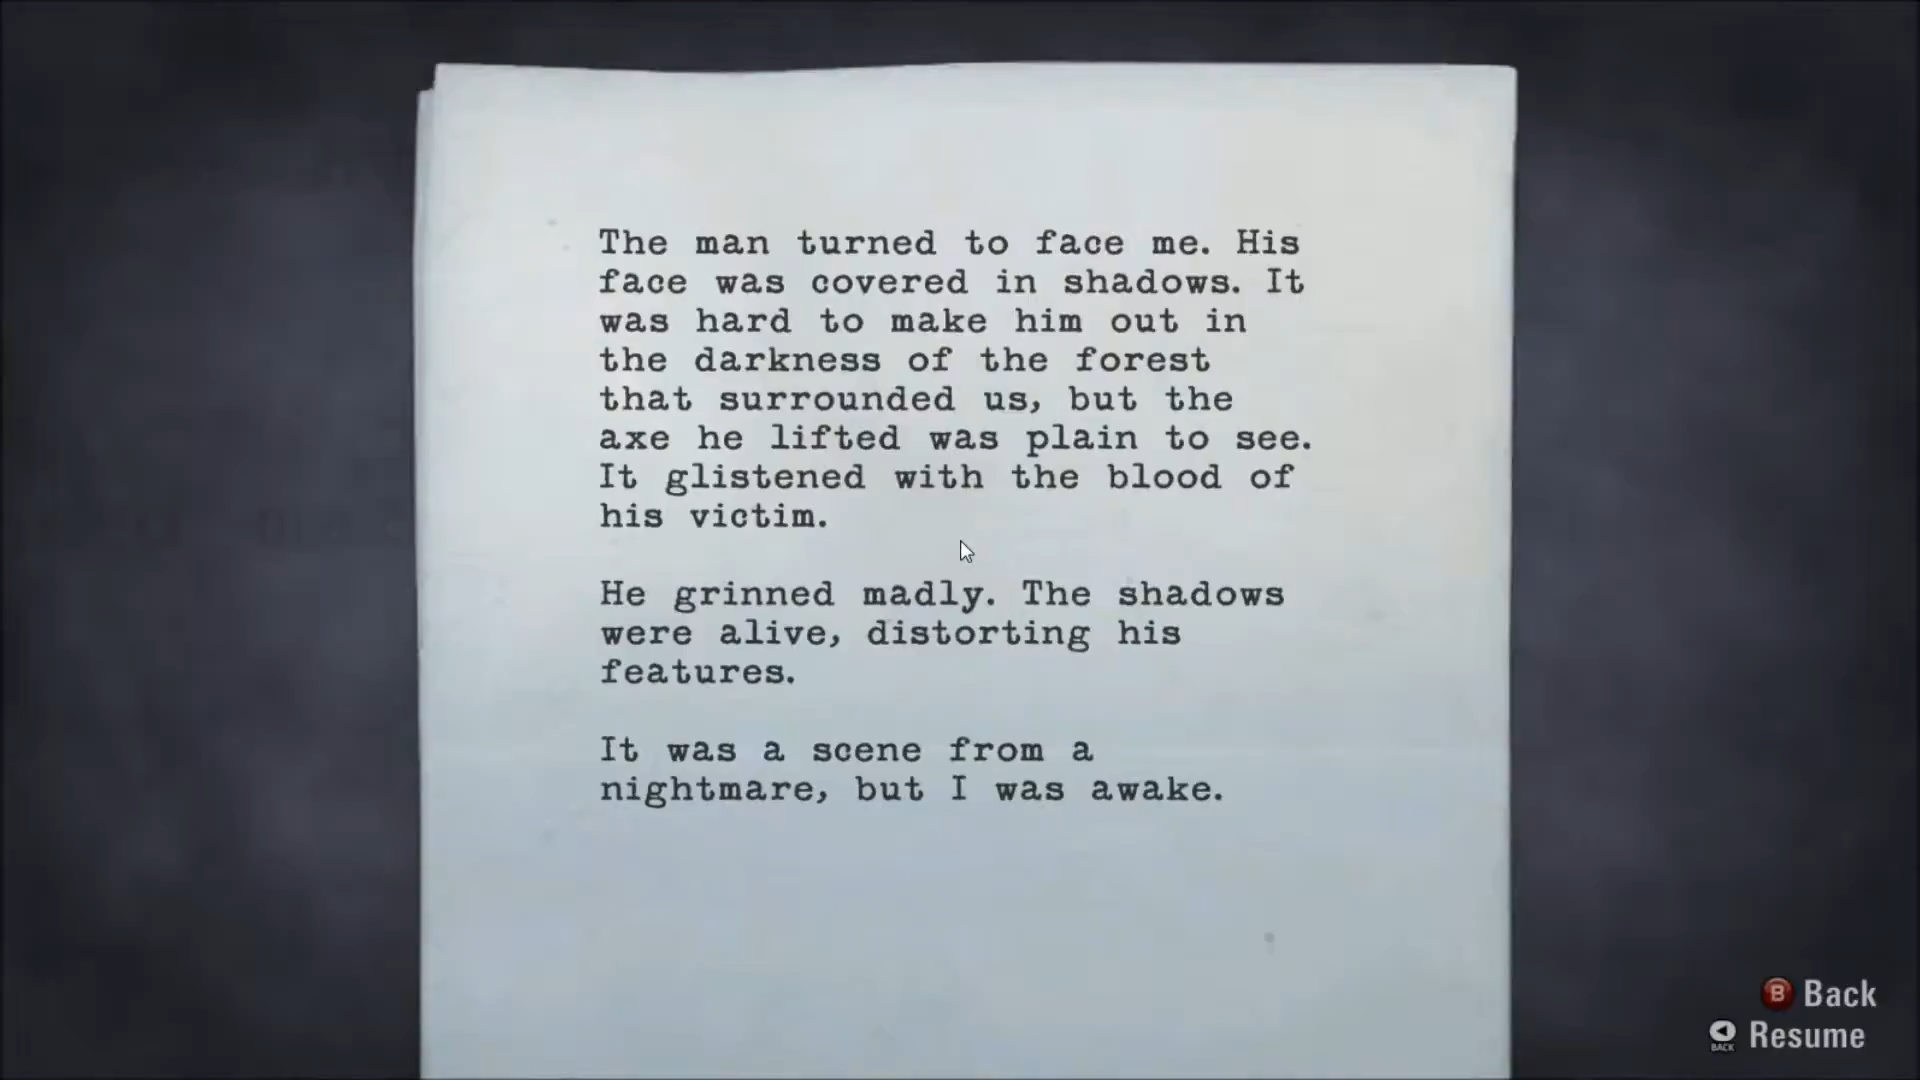 The man turned to face me. His
face was covered in shadows. It
was hard to make him out in
the darkness of the forest
that surrounded us, but the
axe he lifted was plain to see.
It glistened with the blood of
his victim.
He grinned madly. The shadows
were alive, distorting his
features.
It was a scene from a
nightmare, but I was awake.
B Back
BACK Resume